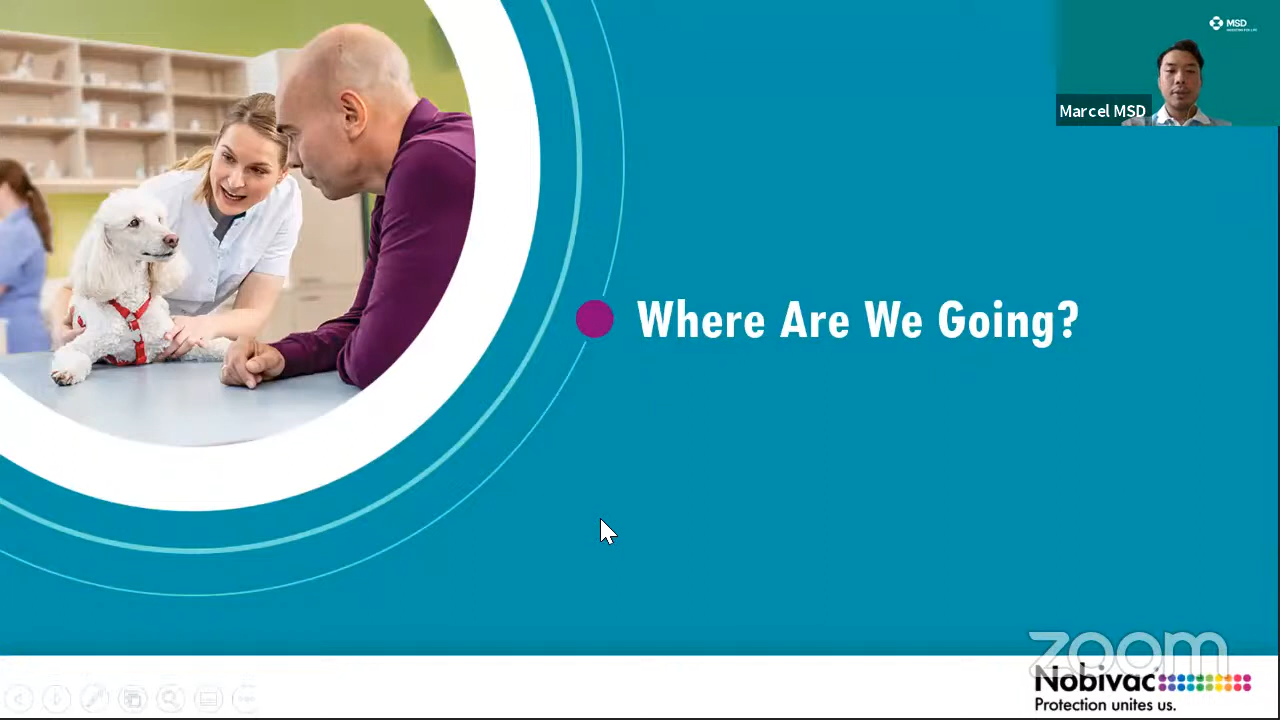 MSD
Marcel MSD
Where Are We Going?
zoom
Nobivac
Protection unites us.